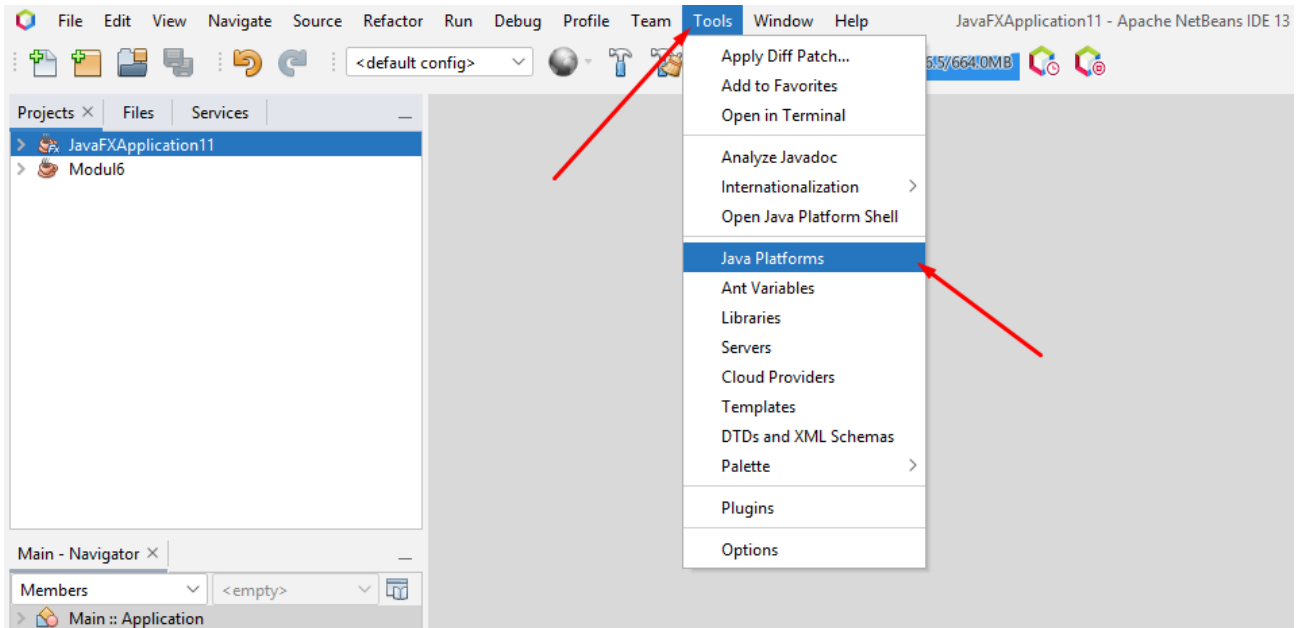 File Edit View Navigate Source Refactor Run Debug Profile Team Tools Window Help JavaFXApplication11 - Apache NetBeans IDE 13
<default config>
Projects Files Services
JavaFXApplication11
Modul6
Apply Diff Patch...
Add to Favorites
Open in Terminal
Analyze Javadoc
Internationalization
Open Java Platform Shell
Java Platforms
Ant Variables
Libraries
Servers
Cloud Providers
Templates
DTDs and XML Schemas
Palette
Plugins
Options
Main - Navigator
Members <empty>
Main :: Application